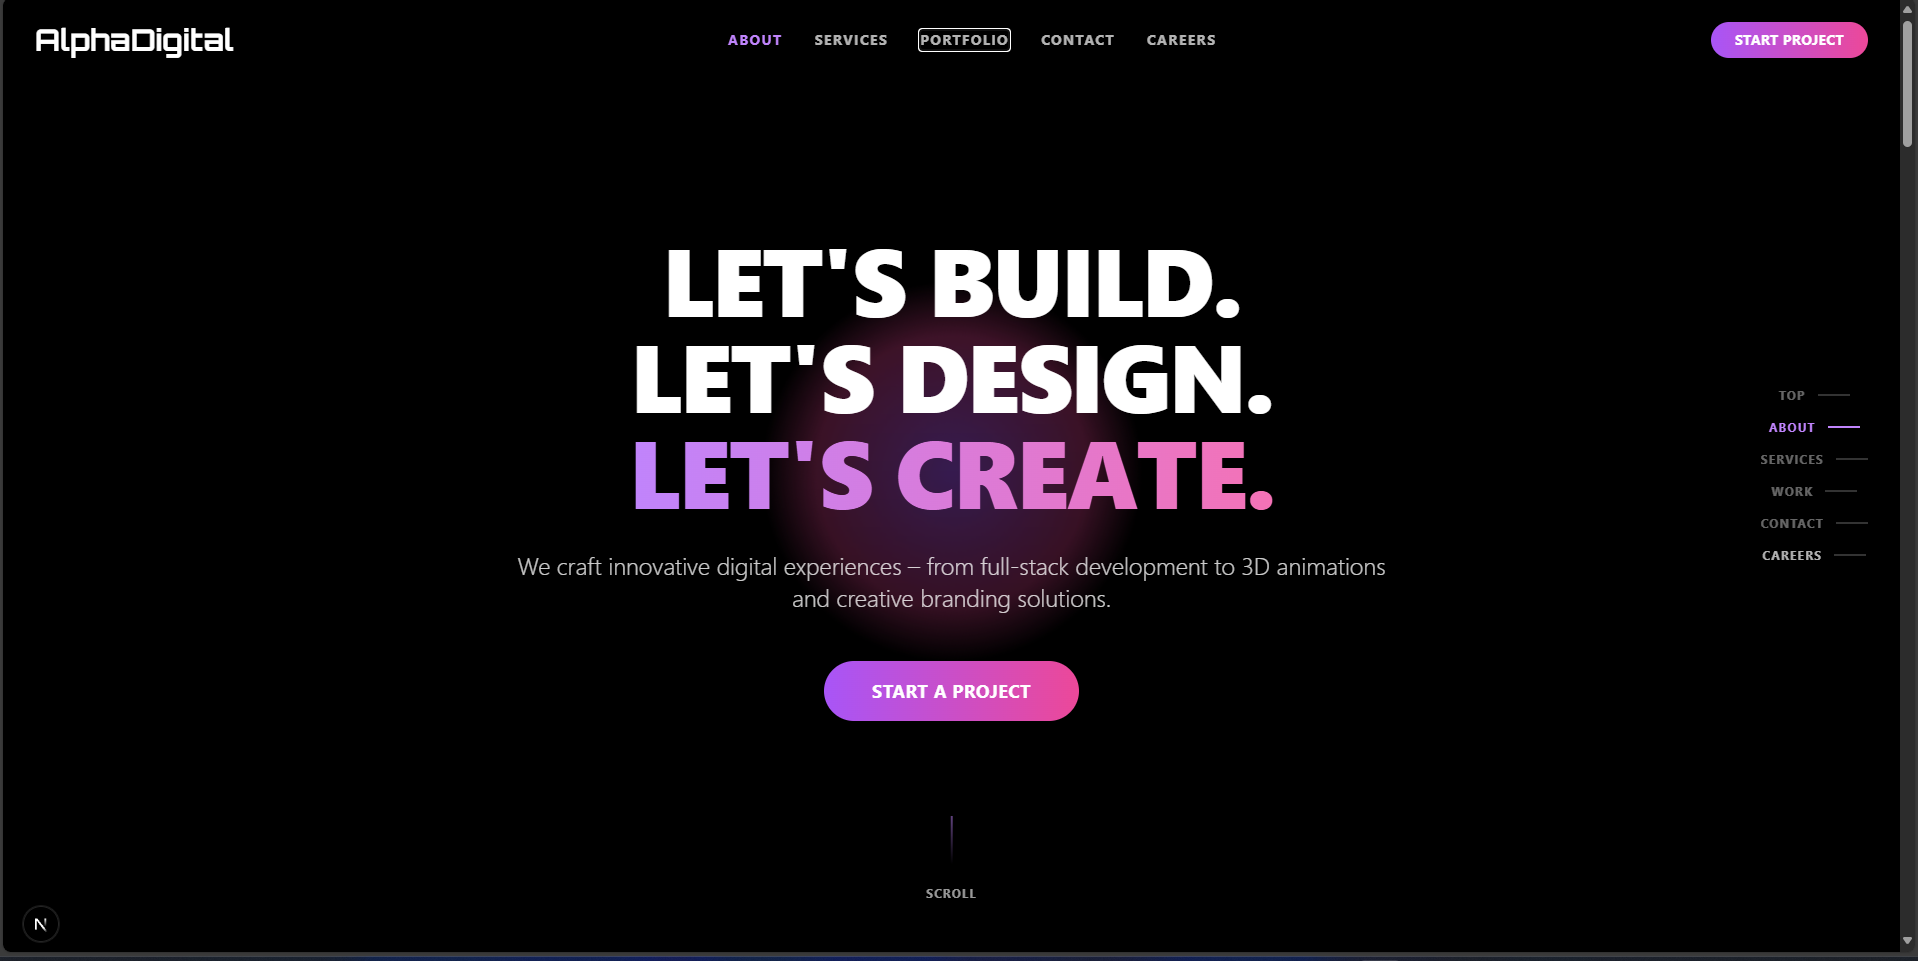 AlphaDigital
ABOUT SERVICES PORTFOLIO CONTACT CAREERS
START PROJECT
LET'S BUILD.
LET'S DESIGN.
LET'S CREATE.
We craft innovative digital experiences – from full-stack development to 3D animations
and creative branding solutions.
START A PROJECT
TOP
ABOUT
SERVICES
WORK
CONTACT
CAREERS
SCROLL
N